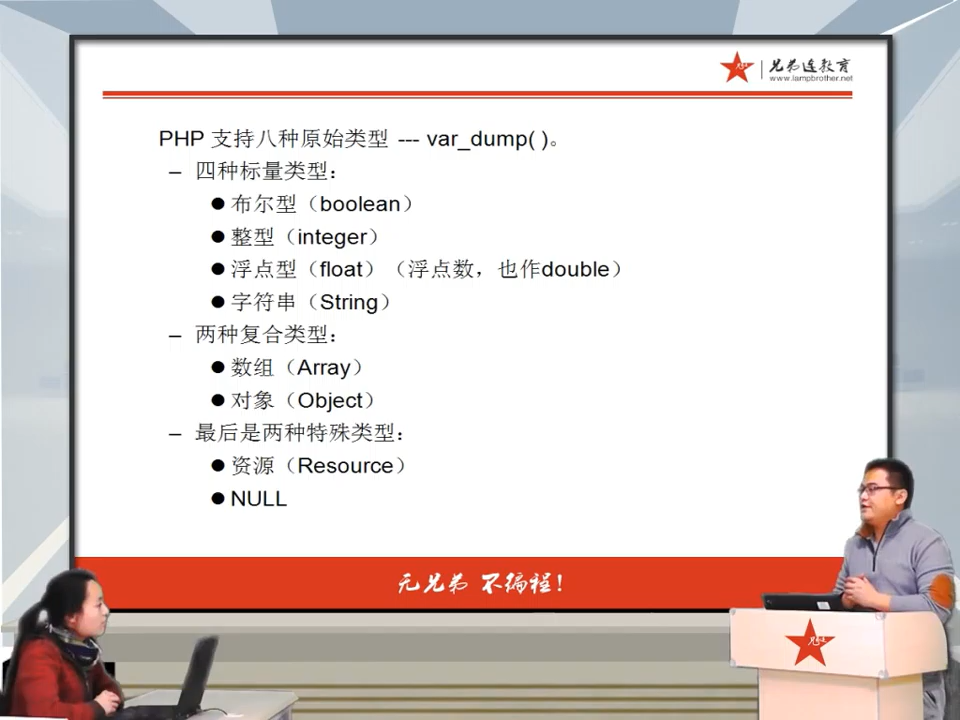 兄弟连教育
www.lampbrother.net
PHP 支持八种原始类型 --- var_dump( )。
– 四种标量类型：
●布尔型（boolean）
●整型（integer）
●浮点型（float）（浮点数，也作double）
●字符串（String）
– 两种复合类型：
●数组（Array）
●对象（Object）
– 最后是两种特殊类型：
●资源（Resource）
●NULL
无兄弟 不编程！